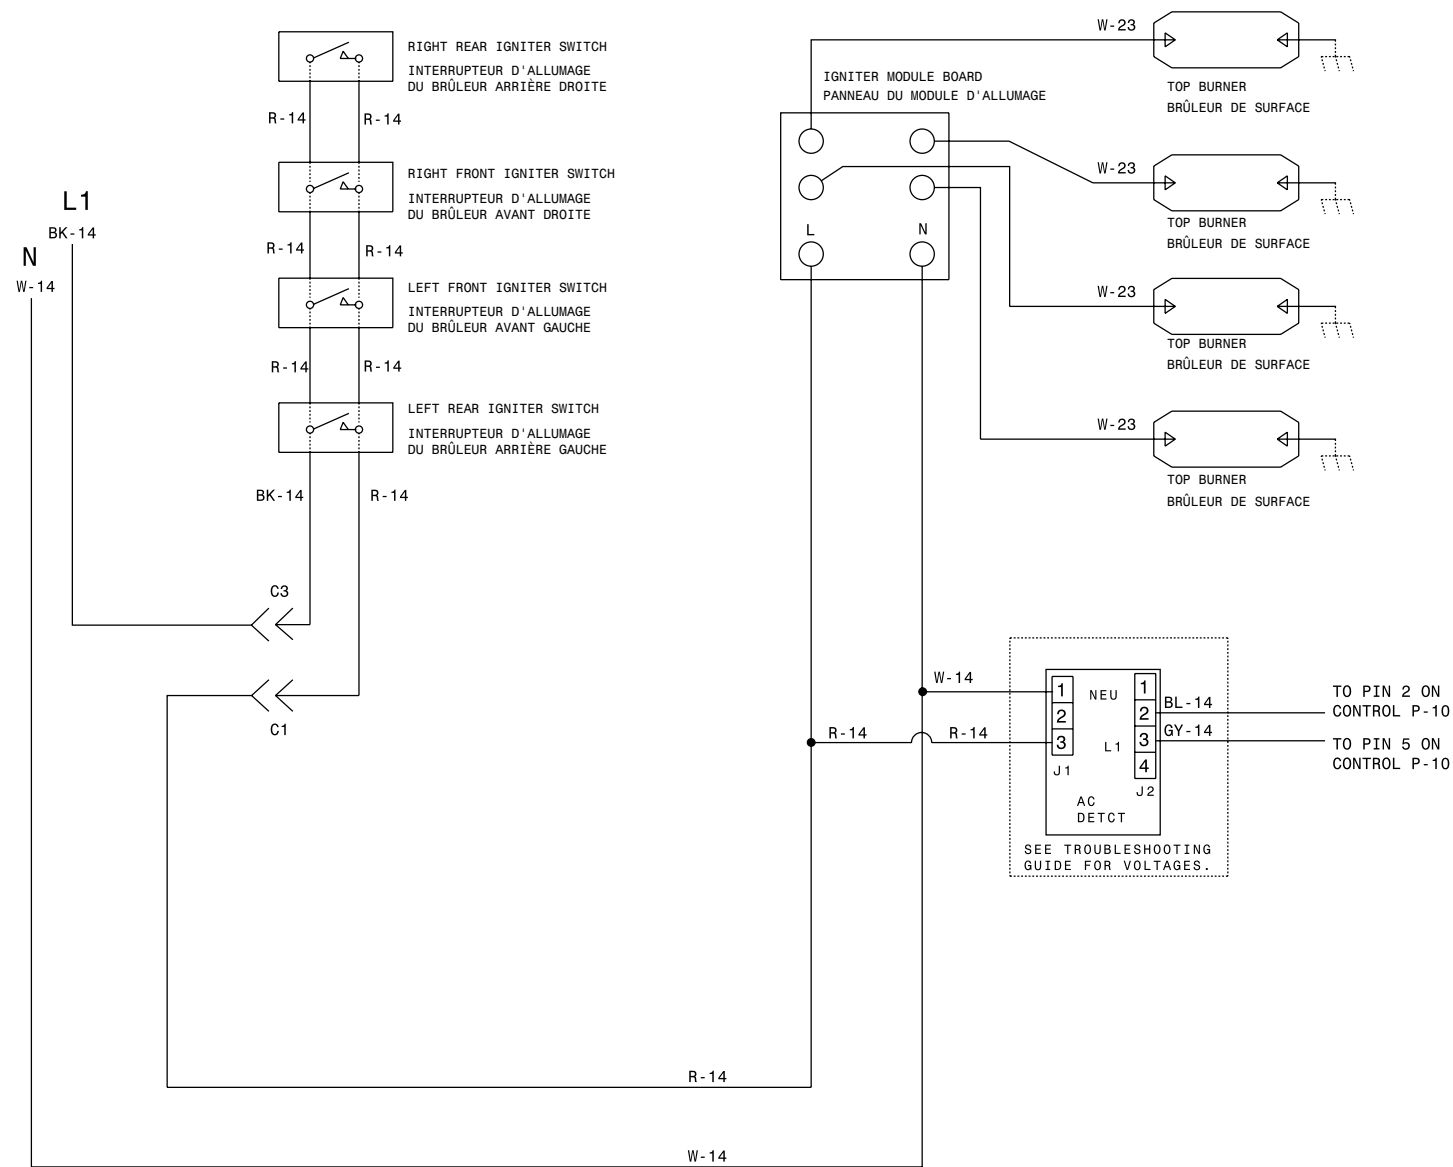 RIGHT REAR IGNITER SWITCH
INTERRUPTEUR D'ALLUMAGE
DU BRÛLEUR ARRIÈRE DROITE
R-14
R-14
RIGHT FRONT IGNITER SWITCH
INTERRUPTEUR D'ALLUMAGE
DU BRÛLEUR AVANT DROITE
L1
BK-14
N
W-14
R-14
R-14
LEFT FRONT IGNITER SWITCH
INTERRUPTEUR D'ALLUMAGE
DU BRÛLEUR AVANT GAUCHE
R-14
R-14
LEFT REAR IGNITER SWITCH
INTERRUPTEUR D'ALLUMAGE
DU BRÛLEUR ARRIÈRE GAUCHE
BK-14
R-14
C3
C1
IGNITER MODULE BOARD
PANNEAU DU MODULE D'ALLUMAGE
L
N
W-23
TOP BURNER
BRÛLEUR DE SURFACE
W-23
TOP BURNER
BRÛLEUR DE SURFACE
W-23
TOP BURNER
BRÛLEUR DE SURFACE
W-23
TOP BURNER
BRÛLEUR DE SURFACE
W-14
R-14
R-14
1
2
3
J1
NEU
L1
1
2
3
4
J2
AC
DETCT
BL-14
GY-14
TO PIN 2 ON
CONTROL P-10
TO PIN 5 ON
CONTROL P-10
SEE TROUBLESHOOTING
GUIDE FOR VOLTAGES.
R-14
W-14